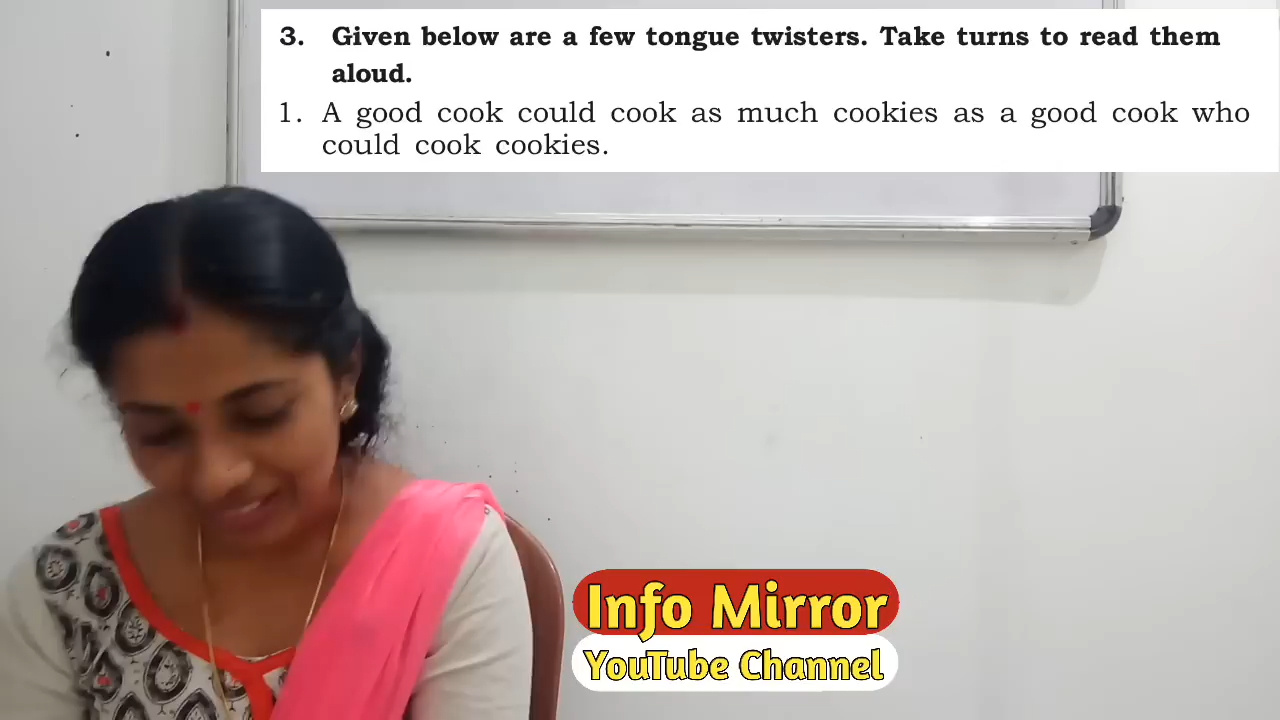 3. Given below are a few tongue twisters. Take turns to read them
aloud.
1. A good cook could cook as much cookies as a good cook who
could cook cookies.
Info Mirror
YouTube Channel